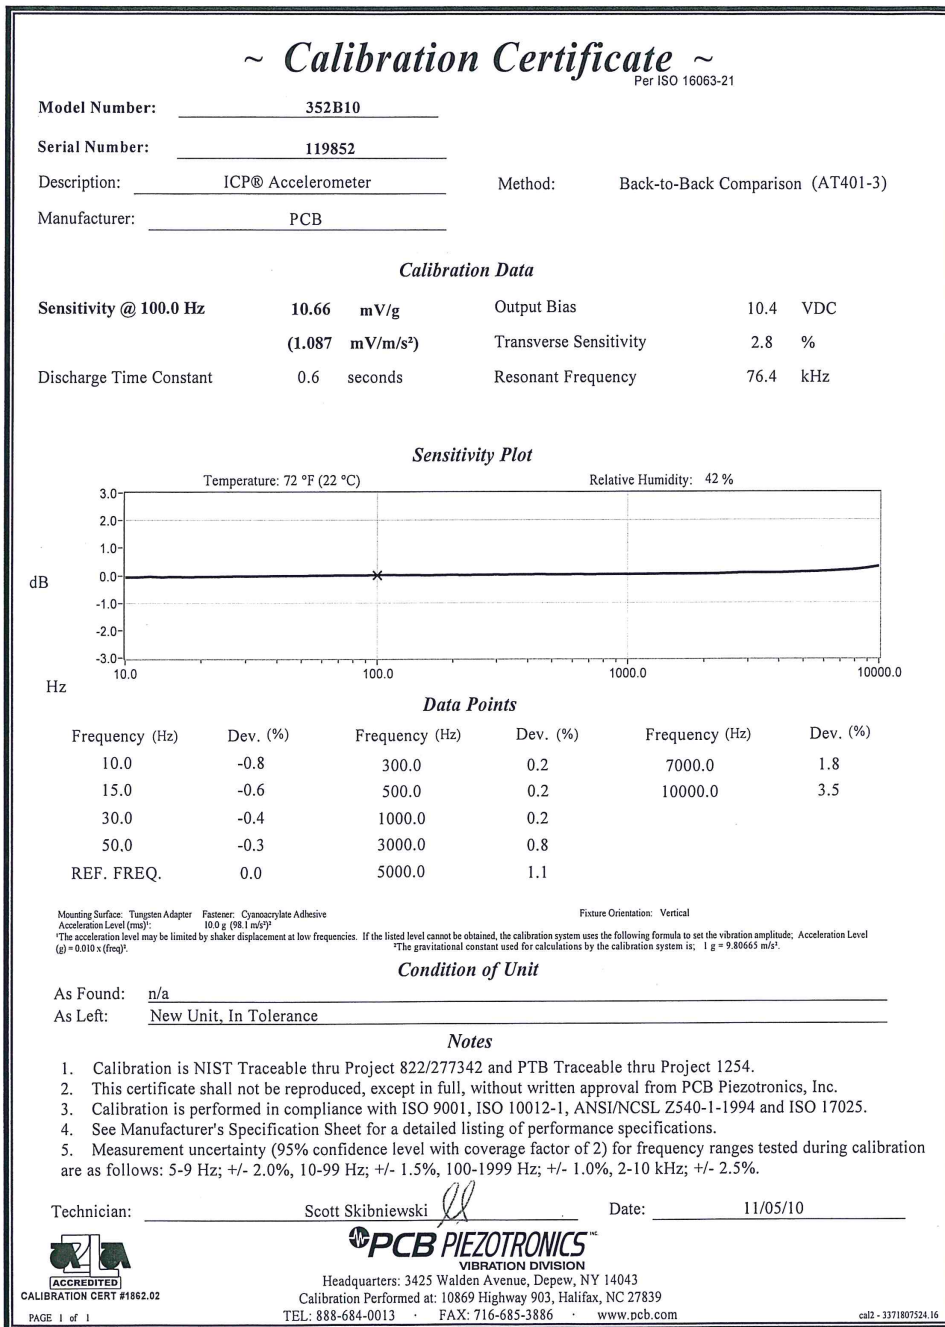 ~ Calibration Certificate ~
Per ISO 16063-21
Model Number: 352B10
Serial Number: 119852
Description: ICP® Accelerometer Method: Back-to-Back Comparison (AT401-3)
Manufacturer: PCB
Calibration Data
Sensitivity @ 100.0 Hz 10.66 mV/g Output Bias 10.4 VDC
(1.087 mV/m/s²) Transverse Sensitivity 2.8 %
Discharge Time Constant 0.6 seconds Resonant Frequency 76.4 kHz
Sensitivity Plot
Temperature: 72 °F (22 °C) Relative Humidity: 42 %
3.0
2.0
1.0
dB 0.0
-1.0
-2.0
-3.0
Hz 10.0 100.0 1000.0 10000.0
Data Points
Frequency (Hz) Dev. (%) Frequency (Hz) Dev. (%) Frequency (Hz) Dev. (%)
10.0 -0.8 300.0 0.2 7000.0 1.8
15.0 -0.6 500.0 0.2 10000.0 3.5
30.0 -0.4 1000.0 0.2
50.0 -0.3 3000.0 0.8
REF. FREQ. 0.0 5000.0 1.1
Mounting Surface: Tungsten Adapter Fastener: Cyanoacrylate Adhesive Fixture Orientation: Vertical
Acceleration Level (rms)¹: 10.0 g (98.1 m/s²)²
¹The acceleration level may be limited by shaker displacement at low frequencies. If the listed level cannot be obtained, the calibration system uses the following formula to set the vibration amplitude; Acceleration Level
(g) = 0.010 x (freq)². ²The gravitational constant used for calculations by the calibration system is; 1 g = 9.80665 m/s².
Condition of Unit
As Found: n/a
As Left: New Unit, In Tolerance
Notes
1. Calibration is NIST Traceable thru Project 822/277342 and PTB Traceable thru Project 1254.
2. This certificate shall not be reproduced, except in full, without written approval from PCB Piezotronics, Inc.
3. Calibration is performed in compliance with ISO 9001, ISO 10012-1, ANSI/NCSL Z540-1-1994 and ISO 17025.
4. See Manufacturer's Specification Sheet for a detailed listing of performance specifications.
5. Measurement uncertainty (95% confidence level with coverage factor of 2) for frequency ranges tested during calibration
are as follows: 5-9 Hz; +/- 2.0%, 10-99 Hz; +/- 1.5%, 100-1999 Hz; +/- 1.0%, 2-10 kHz; +/- 2.5%.
Technician: Scott Skibniewski Date: 11/05/10
PCB PIEZOTRONICS INC.
VIBRATION DIVISION
Headquarters: 3425 Walden Avenue, Depew, NY 14043
Calibration Performed at: 10869 Highway 903, Halifax, NC 27839
TEL: 888-684-0013 · FAX: 716-685-3886 · www.pcb.com
ACCREDITED
CALIBRATION CERT #1862.02
PAGE 1 of 1
cal2 - 3371807524.16